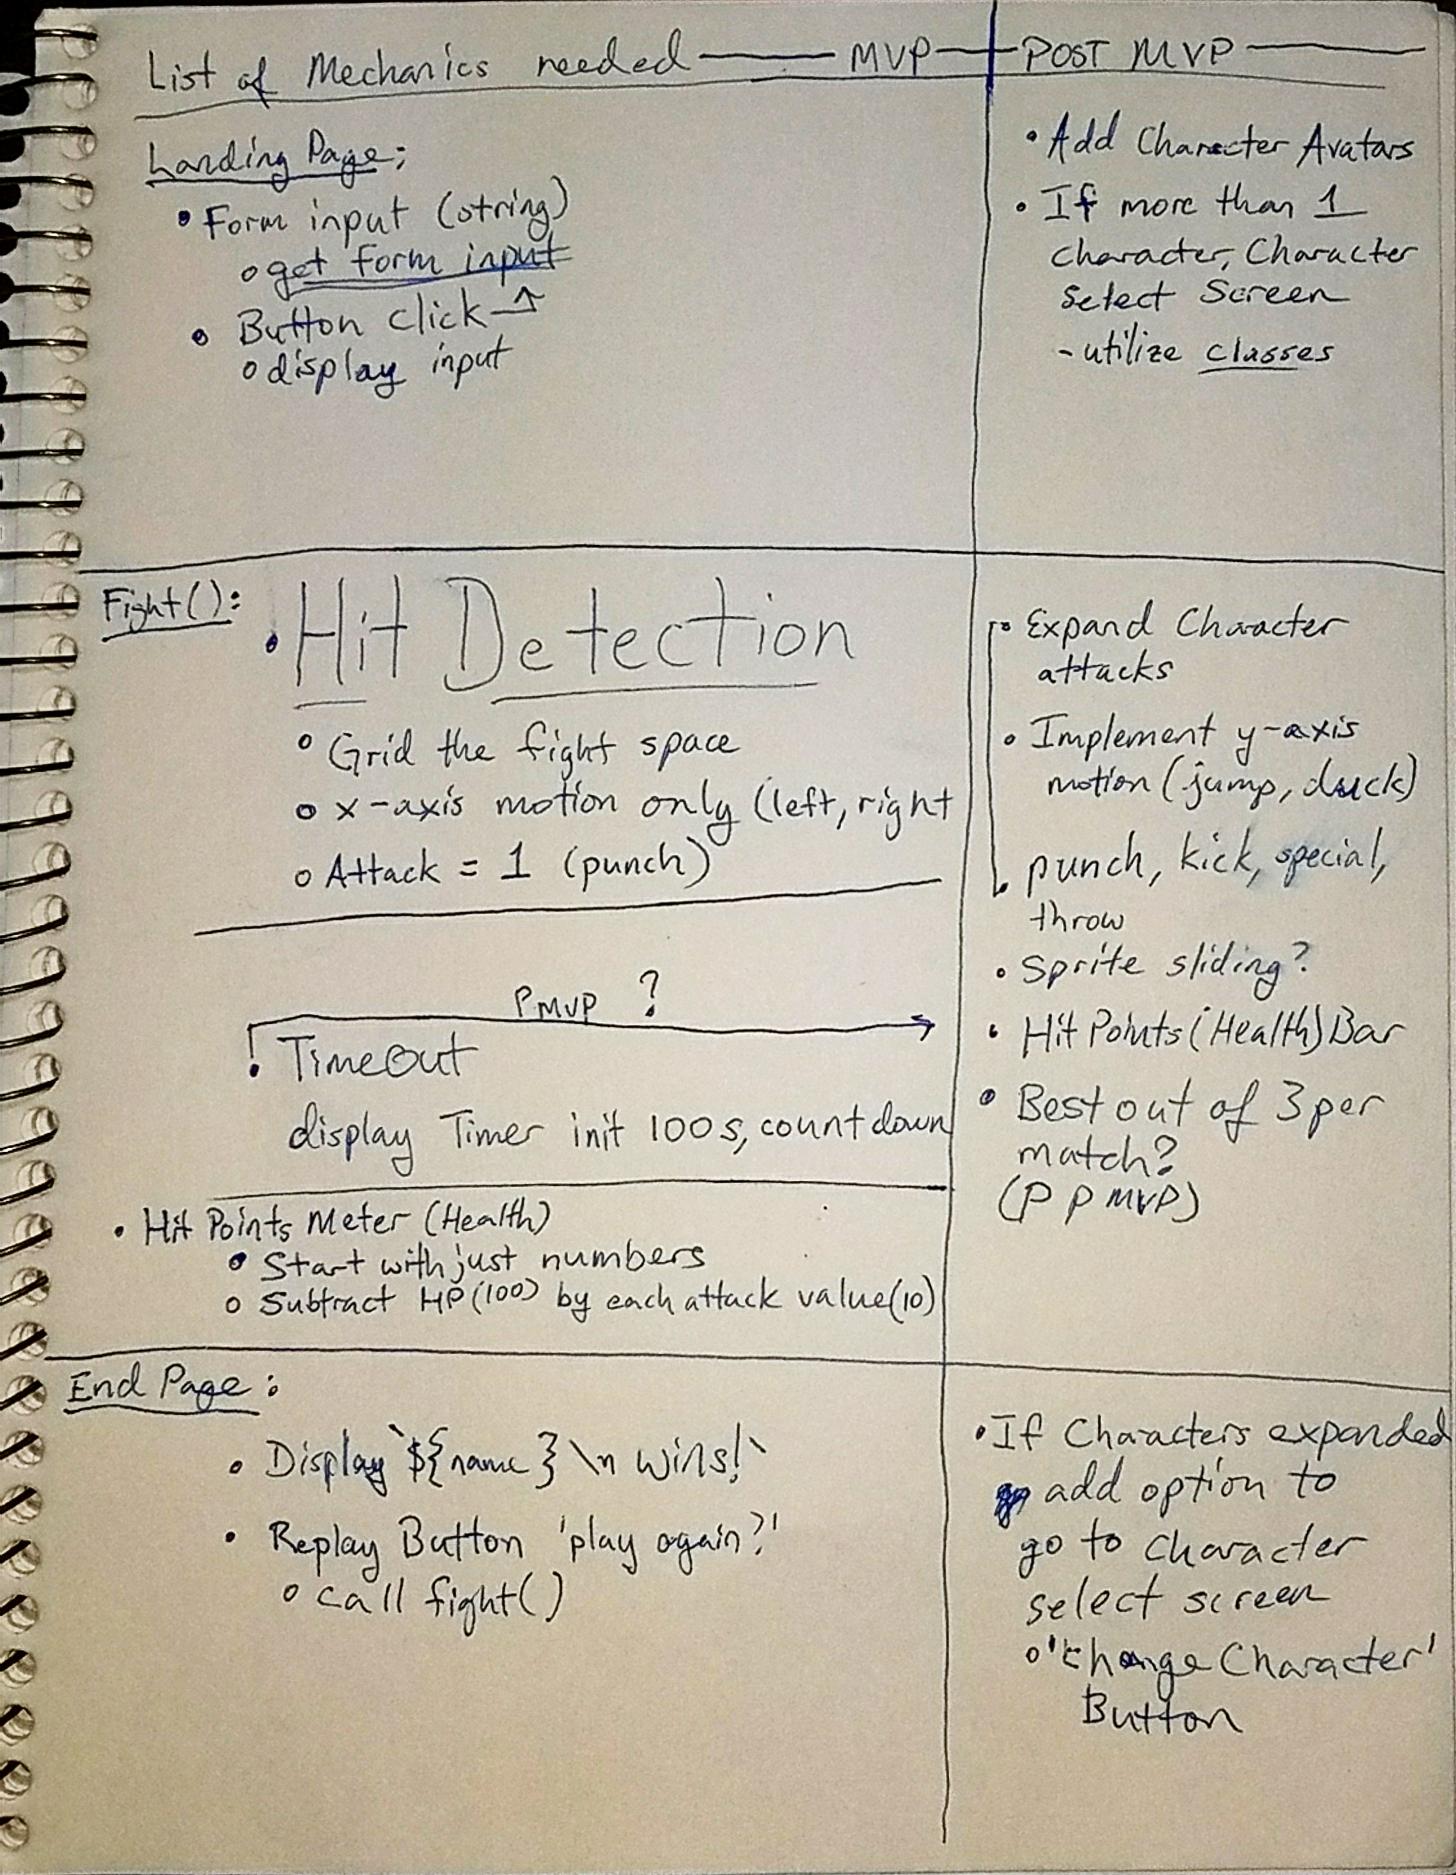 List of Mechanics needed — MVP — POST MVP —
Landing Page:
• Form input (string)
o get form input
• Button click ↑
o display input
• Add Character Avatars
• If more than 1
character, Character
Select Screen
- utilize classes
Fight():
• Hit Detection
o Grid the fight space
o x-axis motion only (left, right
o Attack = 1 (punch)
PMVP ?
• TimeOut
display Timer init 100s, countdown
• Hit Points Meter (Health)
• Start with just numbers
o Subtract HP(100) by each attack value(10)
• Expand Character
attacks
• Implement y-axis
motion (jump, duck)
• punch, kick, special,
throw
• Sprite sliding?
• Hit Points (Health) Bar
• Best out of 3 per
match?
(P P MVP)
End Page:
• Display `${name} \n wins!`
• Replay Button 'play again?'
o call fight()
• If Characters expanded
add option to
go to character
select screen
o 'Change Character'
Button